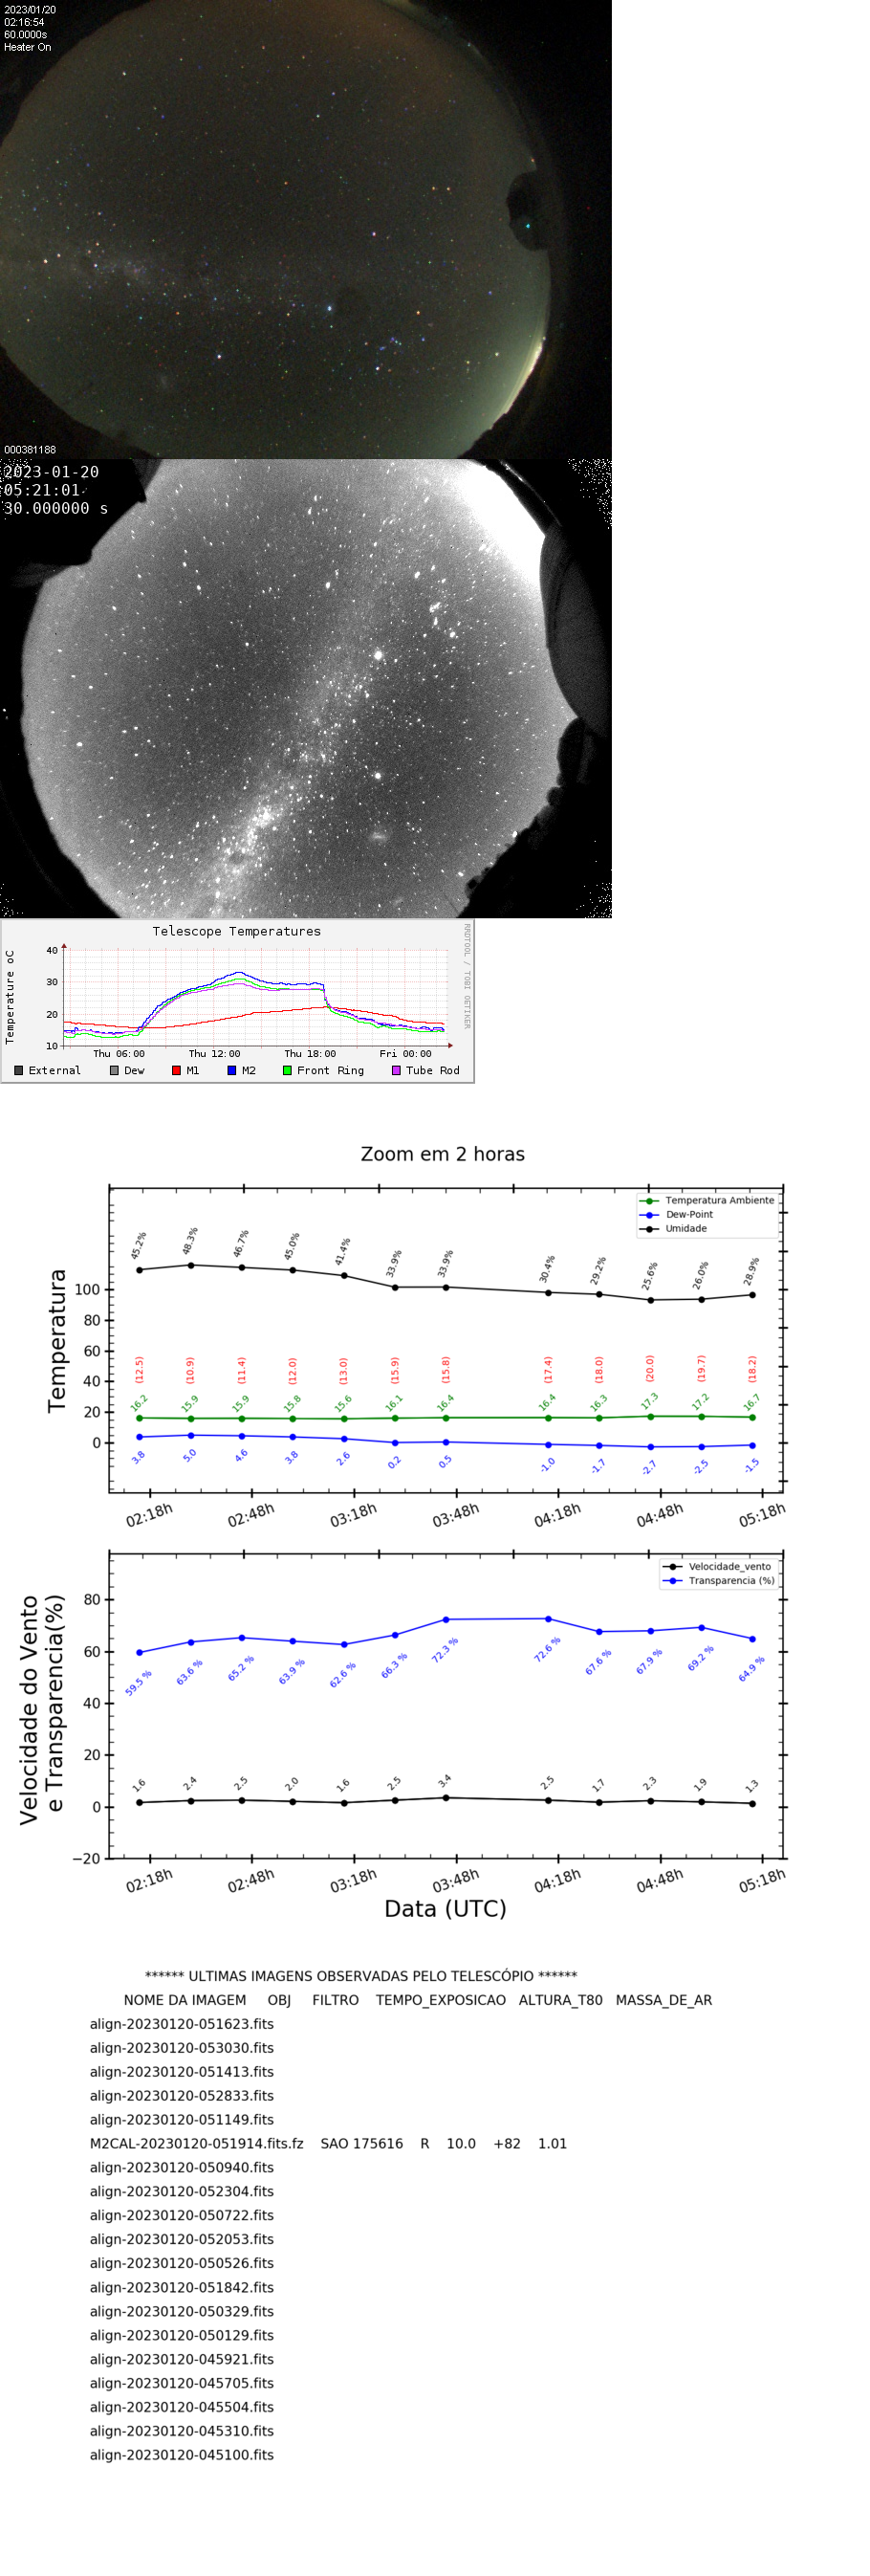 2023/01/20
02:16:54
60.0000s
Heater On
000381188
2023-01-20
05:21:01
30.000000 s
Telescope Temperatures
RRDTOOL / TOBI OETIKER
Temperature oC
40
30
20
10
Thu 06:00 Thu 12:00 Thu 18:00 Fri 00:00
External Dew M1 M2 Front Ring Tube Rod
Zoom em 2 horas
Temperatura Ambiente
Dew-Point
Umidade
Temperatura
45.2% 48.3% 46.7% 45.0% 41.4% 33.9% 33.9% 30.4% 29.2% 25.6% 26.0% 28.9%
100
80
60
40
20
0
(12.5) (10.9) (11.4) (12.0) (13.0) (15.9) (15.8) (17.4) (18.0) (20.0) (19.7) (18.2)
16.2 15.9 15.9 15.8 15.6 16.1 16.4 16.4 16.3 17.3 17.2 16.7
3.8 5.0 4.6 3.8 2.6 0.2 0.5 -1.0 -1.7 -2.7 -2.5 -1.5
02:18h 02:48h 03:18h 03:48h 04:18h 04:48h 05:18h
Velocidade_vento
Transparencia (%)
Velocidade do Vento
e Transparencia(%)
80
60
40
20
0
−20
59.5 % 63.6 % 65.2 % 63.9 % 62.6 % 66.3 % 72.3 % 72.6 % 67.6 % 67.9 % 69.2 % 64.9 %
1.6 2.4 2.5 2.0 1.6 2.5 3.4 2.5 1.7 2.3 1.9 1.3
02:18h 02:48h 03:18h 03:48h 04:18h 04:48h 05:18h
Data (UTC)
****** ULTIMAS IMAGENS OBSERVADAS PELO TELESCÓPIO ******
NOME DA IMAGEM OBJ FILTRO TEMPO_EXPOSICAO ALTURA_T80 MASSA_DE_AR
align-20230120-051623.fits
align-20230120-053030.fits
align-20230120-051413.fits
align-20230120-052833.fits
align-20230120-051149.fits
M2CAL-20230120-051914.fits.fz SAO 175616 R 10.0 +82 1.01
align-20230120-050940.fits
align-20230120-052304.fits
align-20230120-050722.fits
align-20230120-052053.fits
align-20230120-050526.fits
align-20230120-051842.fits
align-20230120-050329.fits
align-20230120-050129.fits
align-20230120-045921.fits
align-20230120-045705.fits
align-20230120-045504.fits
align-20230120-045310.fits
align-20230120-045100.fits